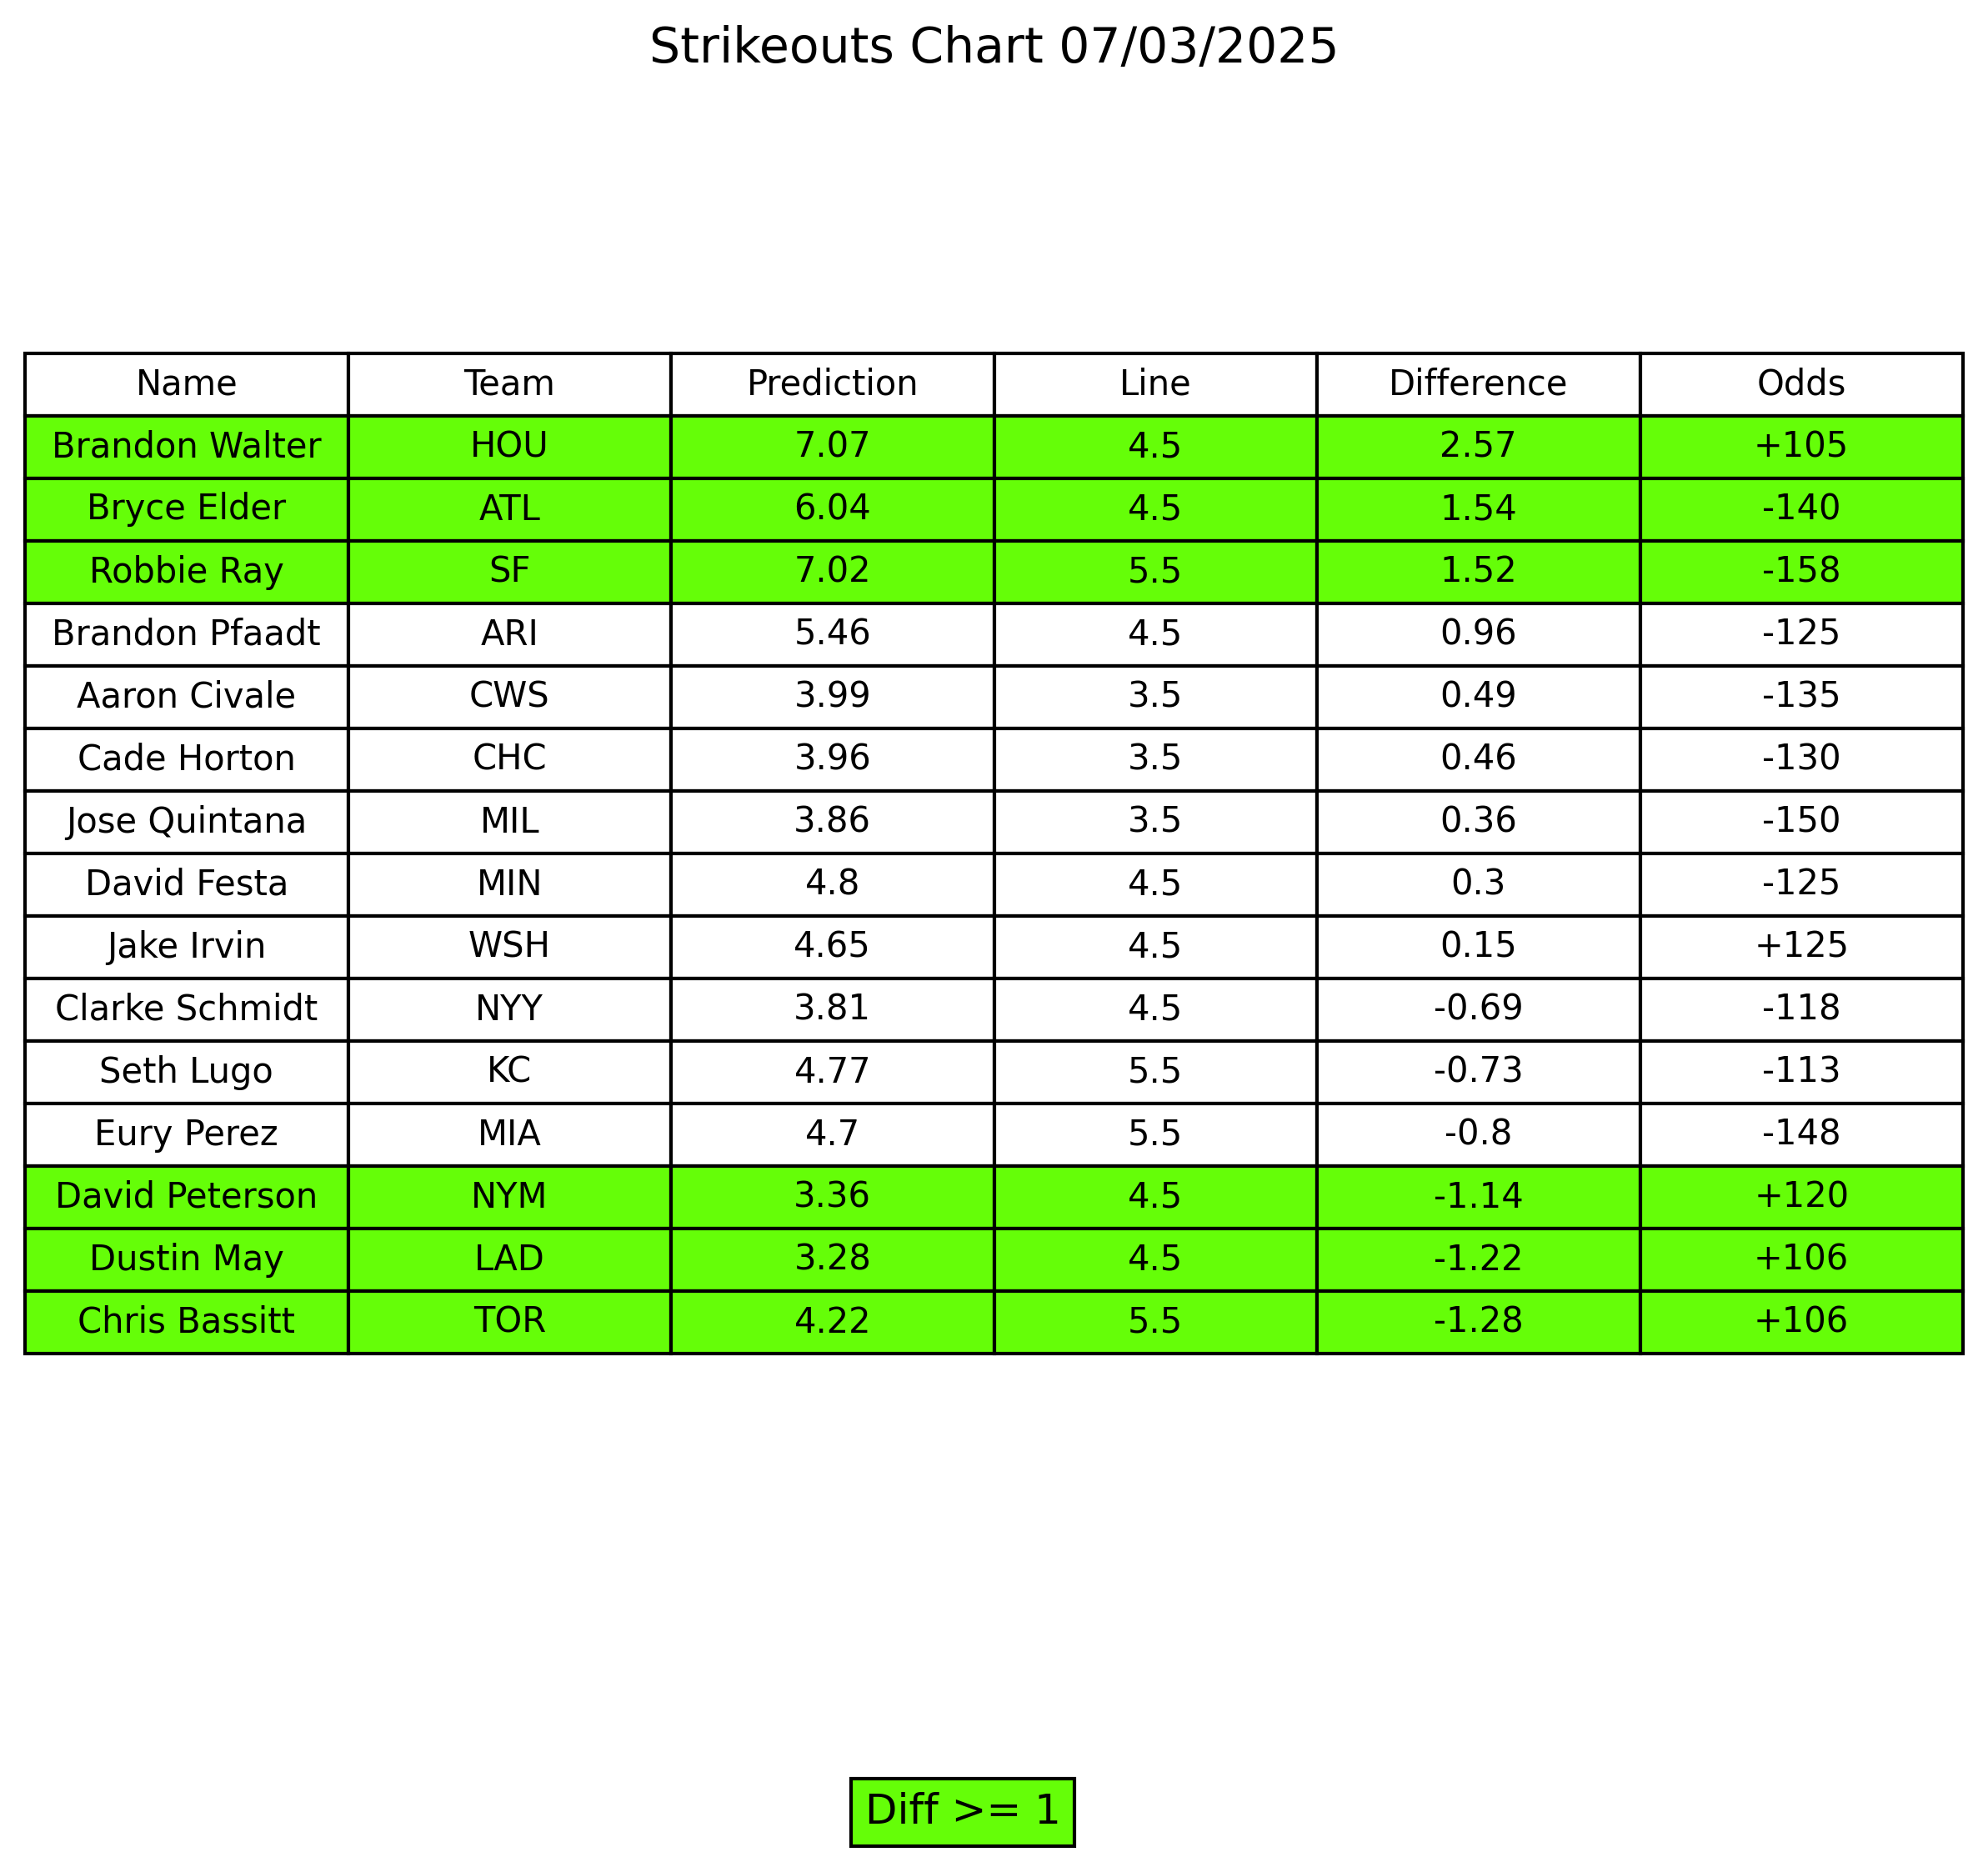 Strikeouts Chart 07/03/2025
Name Team Prediction Line Difference Odds
Brandon Walter HOU 7.07 4.5 2.57 +105
Bryce Elder ATL 6.04 4.5 1.54 -140
Robbie Ray SF 7.02 5.5 1.52 -158
Brandon Pfaadt ARI 5.46 4.5 0.96 -125
Aaron Civale CWS 3.99 3.5 0.49 -135
Cade Horton CHC 3.96 3.5 0.46 -130
Jose Quintana MIL 3.86 3.5 0.36 -150
David Festa MIN 4.8 4.5 0.3 -125
Jake Irvin WSH 4.65 4.5 0.15 +125
Clarke Schmidt NYY 3.81 4.5 -0.69 -118
Seth Lugo KC 4.77 5.5 -0.73 -113
Eury Perez MIA 4.7 5.5 -0.8 -148
David Peterson NYM 3.36 4.5 -1.14 +120
Dustin May LAD 3.28 4.5 -1.22 +106
Chris Bassitt TOR 4.22 5.5 -1.28 +106
Diff >= 1